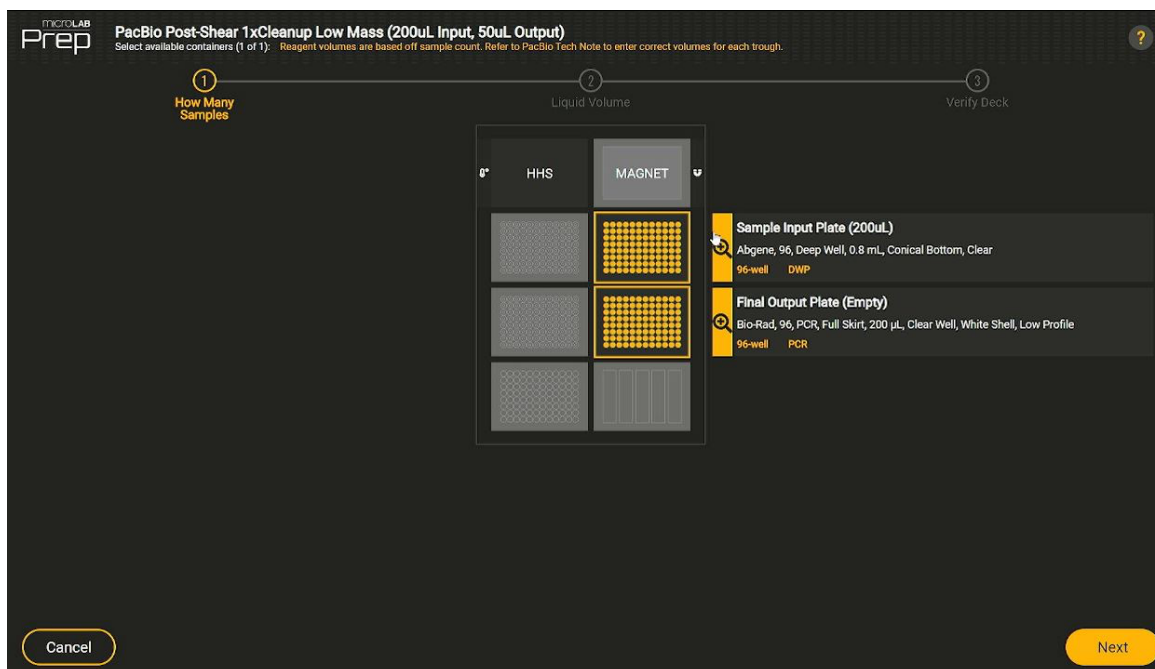 microLAB
Prep
PacBio Post-Shear 1xCleanup Low Mass (200uL Input, 50uL Output)
Select available containers (1 of 1): Reagent volumes are based off sample count. Refer to PacBio Tech Note to enter correct volumes for each trough.
?
1
2
3
How Many
Samples
Liquid Volume
Verify Deck
HHS
MAGNET
Sample Input Plate (200uL)
Abgene, 96, Deep Well, 0.8 mL, Conical Bottom, Clear
96-well DWP
Final Output Plate (Empty)
Bio-Rad, 96, PCR, Full Skirt, 200 µL, Clear Well, White Shell, Low Profile
96-well PCR
Cancel
Next